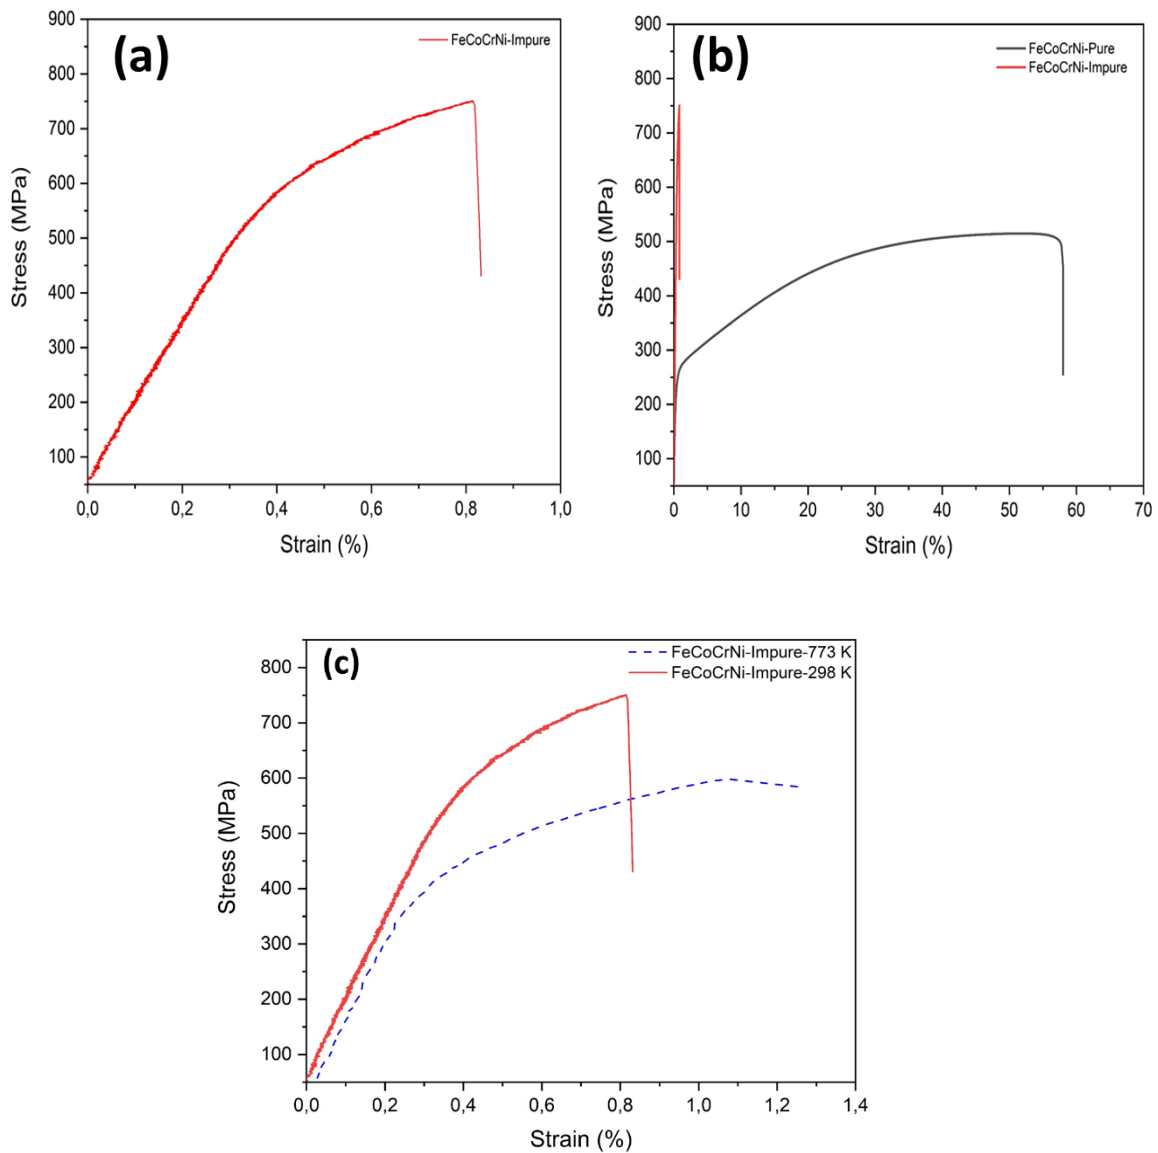 (a)
FeCoCrNi-Impure
900
800
700
600
500
400
300
200
100
Stress (MPa)
0,0 0,2 0,4 0,6 0,8 1,0
Strain (%)
(b)
FeCoCrNi-Pure
FeCoCrNi-Impure
900
800
700
600
500
400
300
200
100
Stress (MPa)
0 10 20 30 40 50 60 70
Strain (%)
(c)
FeCoCrNi-Impure-773 K
FeCoCrNi-Impure-298 K
800
700
600
500
400
300
200
100
Stress (MPa)
0,0 0,2 0,4 0,6 0,8 1,0 1,2 1,4
Strain (%)